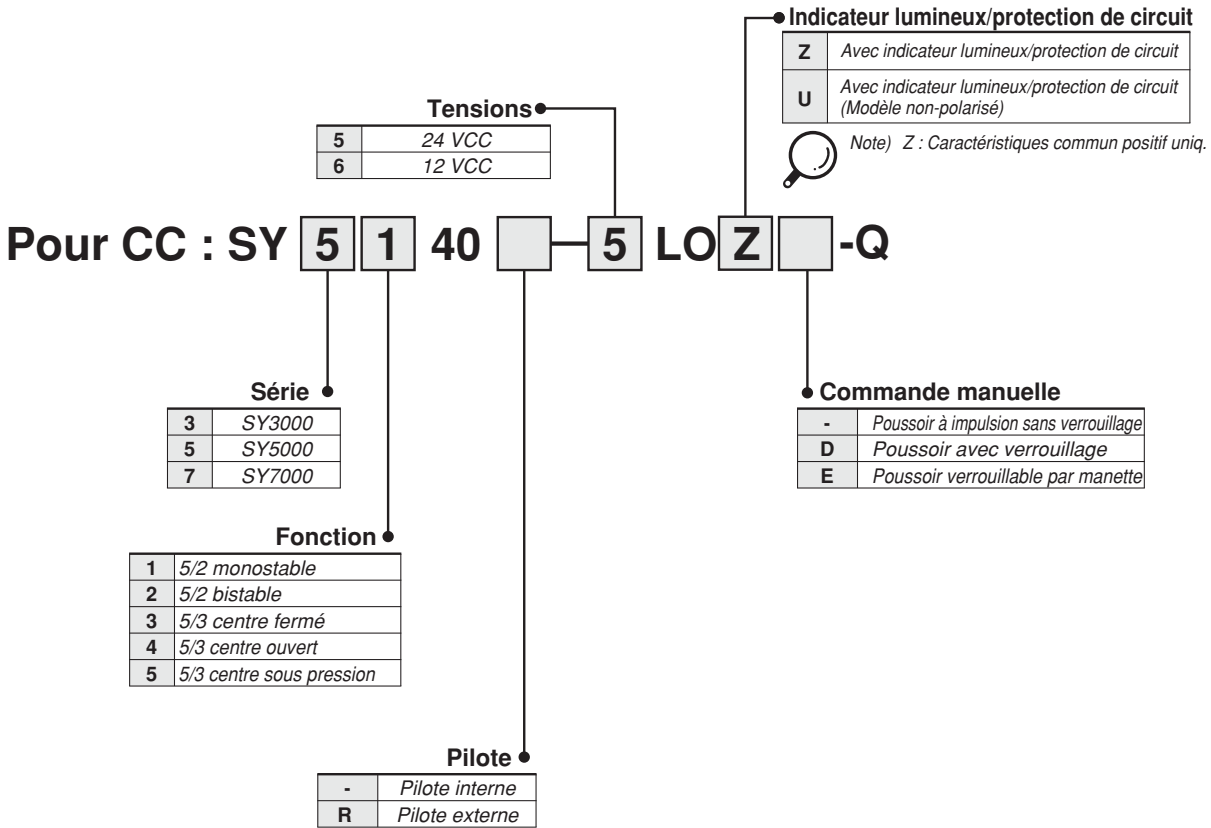 Indicateur lumineux/protection de circuit
Z Avec indicateur lumineux/protection de circuit
U Avec indicateur lumineux/protection de circuit
(Modèle non-polarisé)
Note) Z : Caractéristiques commun positif uniq.
Tensions
5 24 VCC
6 12 VCC
Pour CC : SY 5 1 40 - 5 LO Z -Q
Série
3 SY3000
5 SY5000
7 SY7000
Commande manuelle
- Poussoir à impulsion sans verrouillage
D Poussoir avec verrouillage
E Poussoir verrouillable par manette
Fonction
1 5/2 monostable
2 5/2 bistable
3 5/3 centre fermé
4 5/3 centre ouvert
5 5/3 centre sous pression
Pilote
- Pilote interne
R Pilote externe